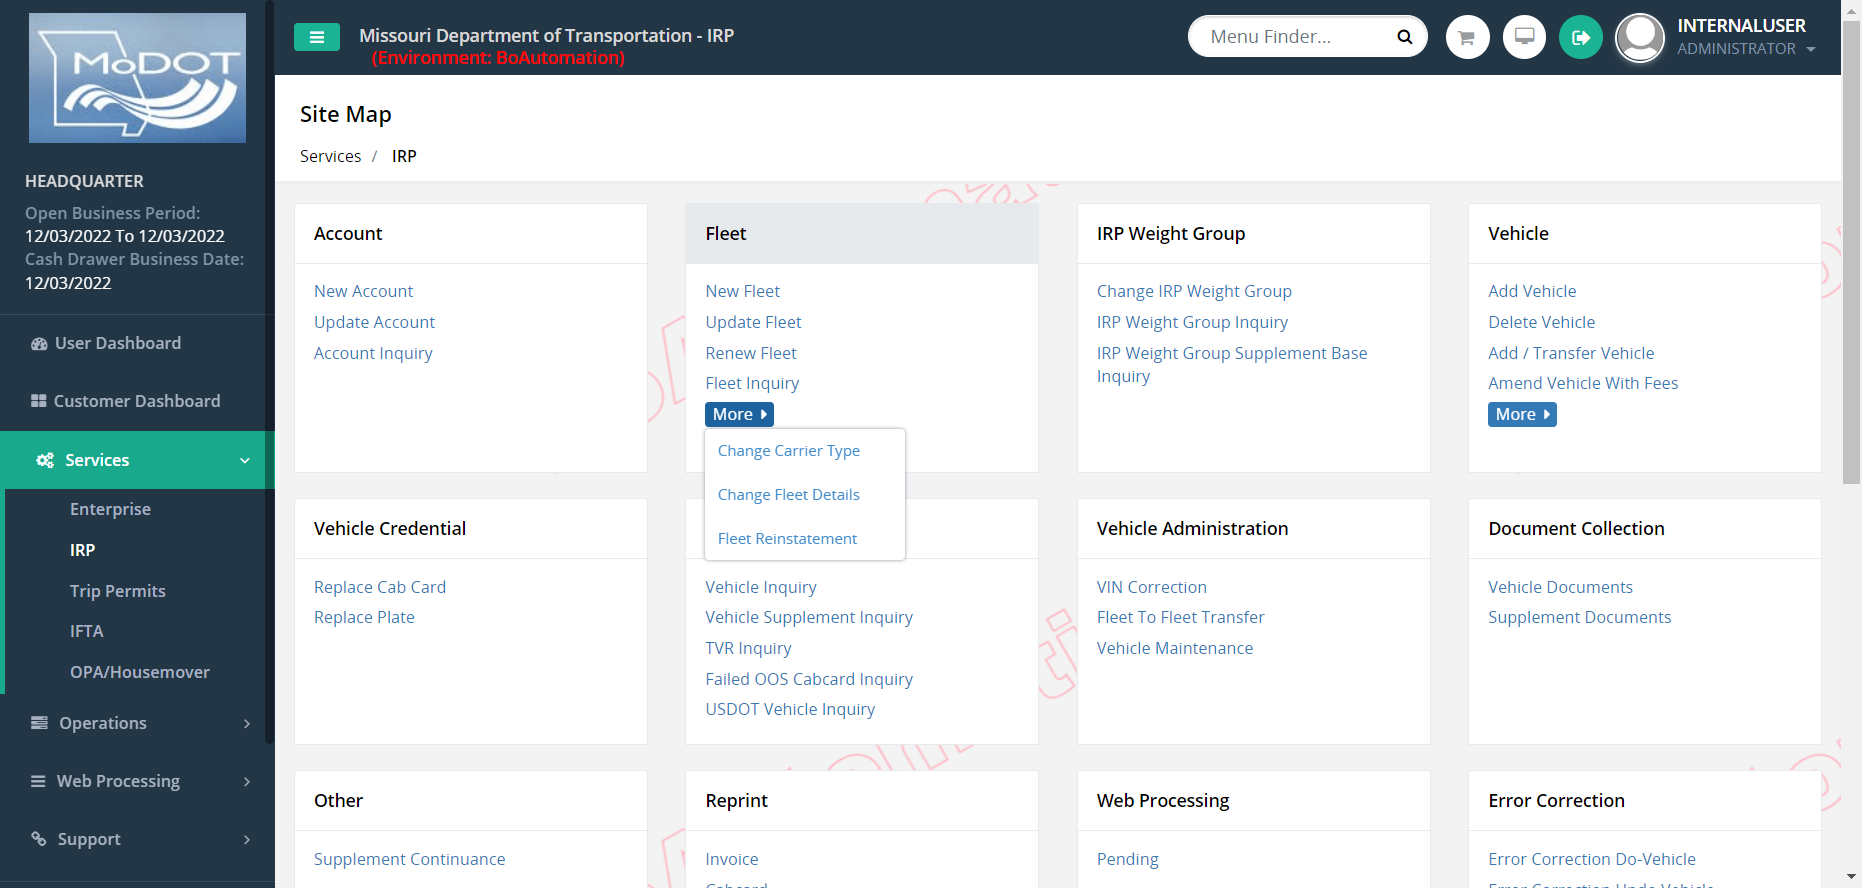 MoDOT
Missouri Department of Transportation - IRP
(Environment: BoAutomation)
Menu Finder...
INTERNALUSER
ADMINISTRATOR
HEADQUARTER
Open Business Period:
12/03/2022 To 12/03/2022
Cash Drawer Business Date:
12/03/2022
User Dashboard
Customer Dashboard
Services
Enterprise
IRP
Trip Permits
IFTA
OPA/Housemover
Operations
Web Processing
Support
Site Map
Services / IRP
Account
New Account
Update Account
Account Inquiry
Fleet
New Fleet
Update Fleet
Renew Fleet
Fleet Inquiry
More
Change Carrier Type
Change Fleet Details
Fleet Reinstatement
IRP Weight Group
Change IRP Weight Group
IRP Weight Group Inquiry
IRP Weight Group Supplement Base
Inquiry
Vehicle
Add Vehicle
Delete Vehicle
Add / Transfer Vehicle
Amend Vehicle With Fees
More
Vehicle Credential
Replace Cab Card
Replace Plate
Vehicle Inquiry
Vehicle Supplement Inquiry
TVR Inquiry
Failed OOS Cabcard Inquiry
USDOT Vehicle Inquiry
Vehicle Administration
VIN Correction
Fleet To Fleet Transfer
Vehicle Maintenance
Document Collection
Vehicle Documents
Supplement Documents
Other
Supplement Continuance
Reprint
Invoice
Cabcard
Web Processing
Pending
Error Correction
Error Correction Do-Vehicle
Error Correction Undo Vehicle